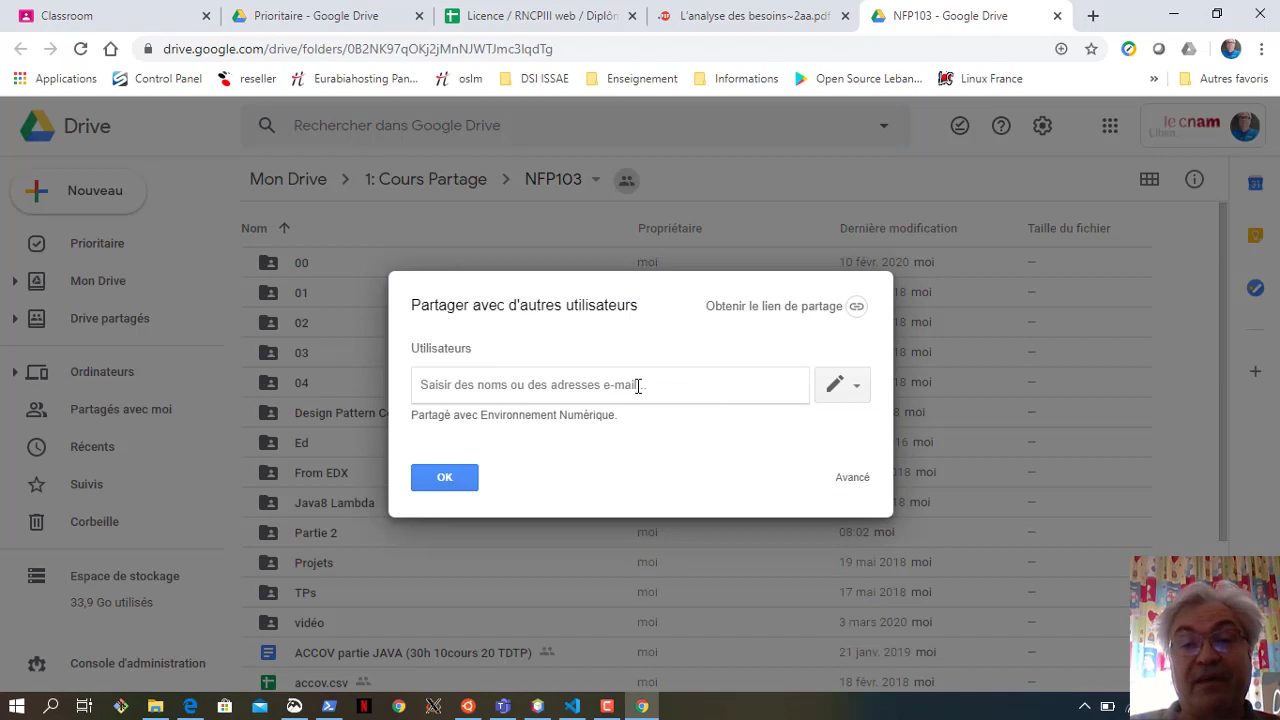 Classroom
Prioritaire - Google Drive
Licence / RNCPIII web / Diplôm
L'analyse des besoins~2aa.pdf
NFP103 - Google Drive
drive.google.com/drive/folders/0B2NK97qOKj2jMnNJWTJmc3lqdTg
Applications
Control Panel
reseller
Eurabiahosting Pan...
oslm
DSI ISSAE
Enseignement
Informations
Open Source Leban...
Linux France
»
Autres favoris
Drive
Rechercher dans Google Drive
le cnam
Liban
Nouveau
Mon Drive > 1: Cours Partage > NFP103
Nom
Propriétaire
Dernière modification
Taille du fichier
Prioritaire
Mon Drive
Drive partagés
Ordinateurs
Partagés avec moi
Récents
Suivis
Corbeille
Espace de stockage
33,9 Go utilisés
Console d'administration
00 moi 10 févr. 2020 moi –
01 18 moi –
02 18 moi –
03 18 moi –
04 18 moi –
Design Pattern C
Ed 16 moi –
From EDX 18 moi –
Java8 Lambda 18 moi –
Partie 2 moi 08:02 moi –
Projets moi 19 mai 2018 moi –
TPs moi 17 mai 2018 moi –
vidéo moi 3 mars 2020 moi –
ACCOV partie JAVA (30h 10cours 20 TDTP) moi 21 janv. 2019 moi –
accov.csv moi 18 févr. 2018 moi –
Partager avec d'autres utilisateurs
Obtenir le lien de partage
Utilisateurs
Saisir des noms ou des adresses e-mail...
Partagé avec Environnement Numérique.
OK
Avancé